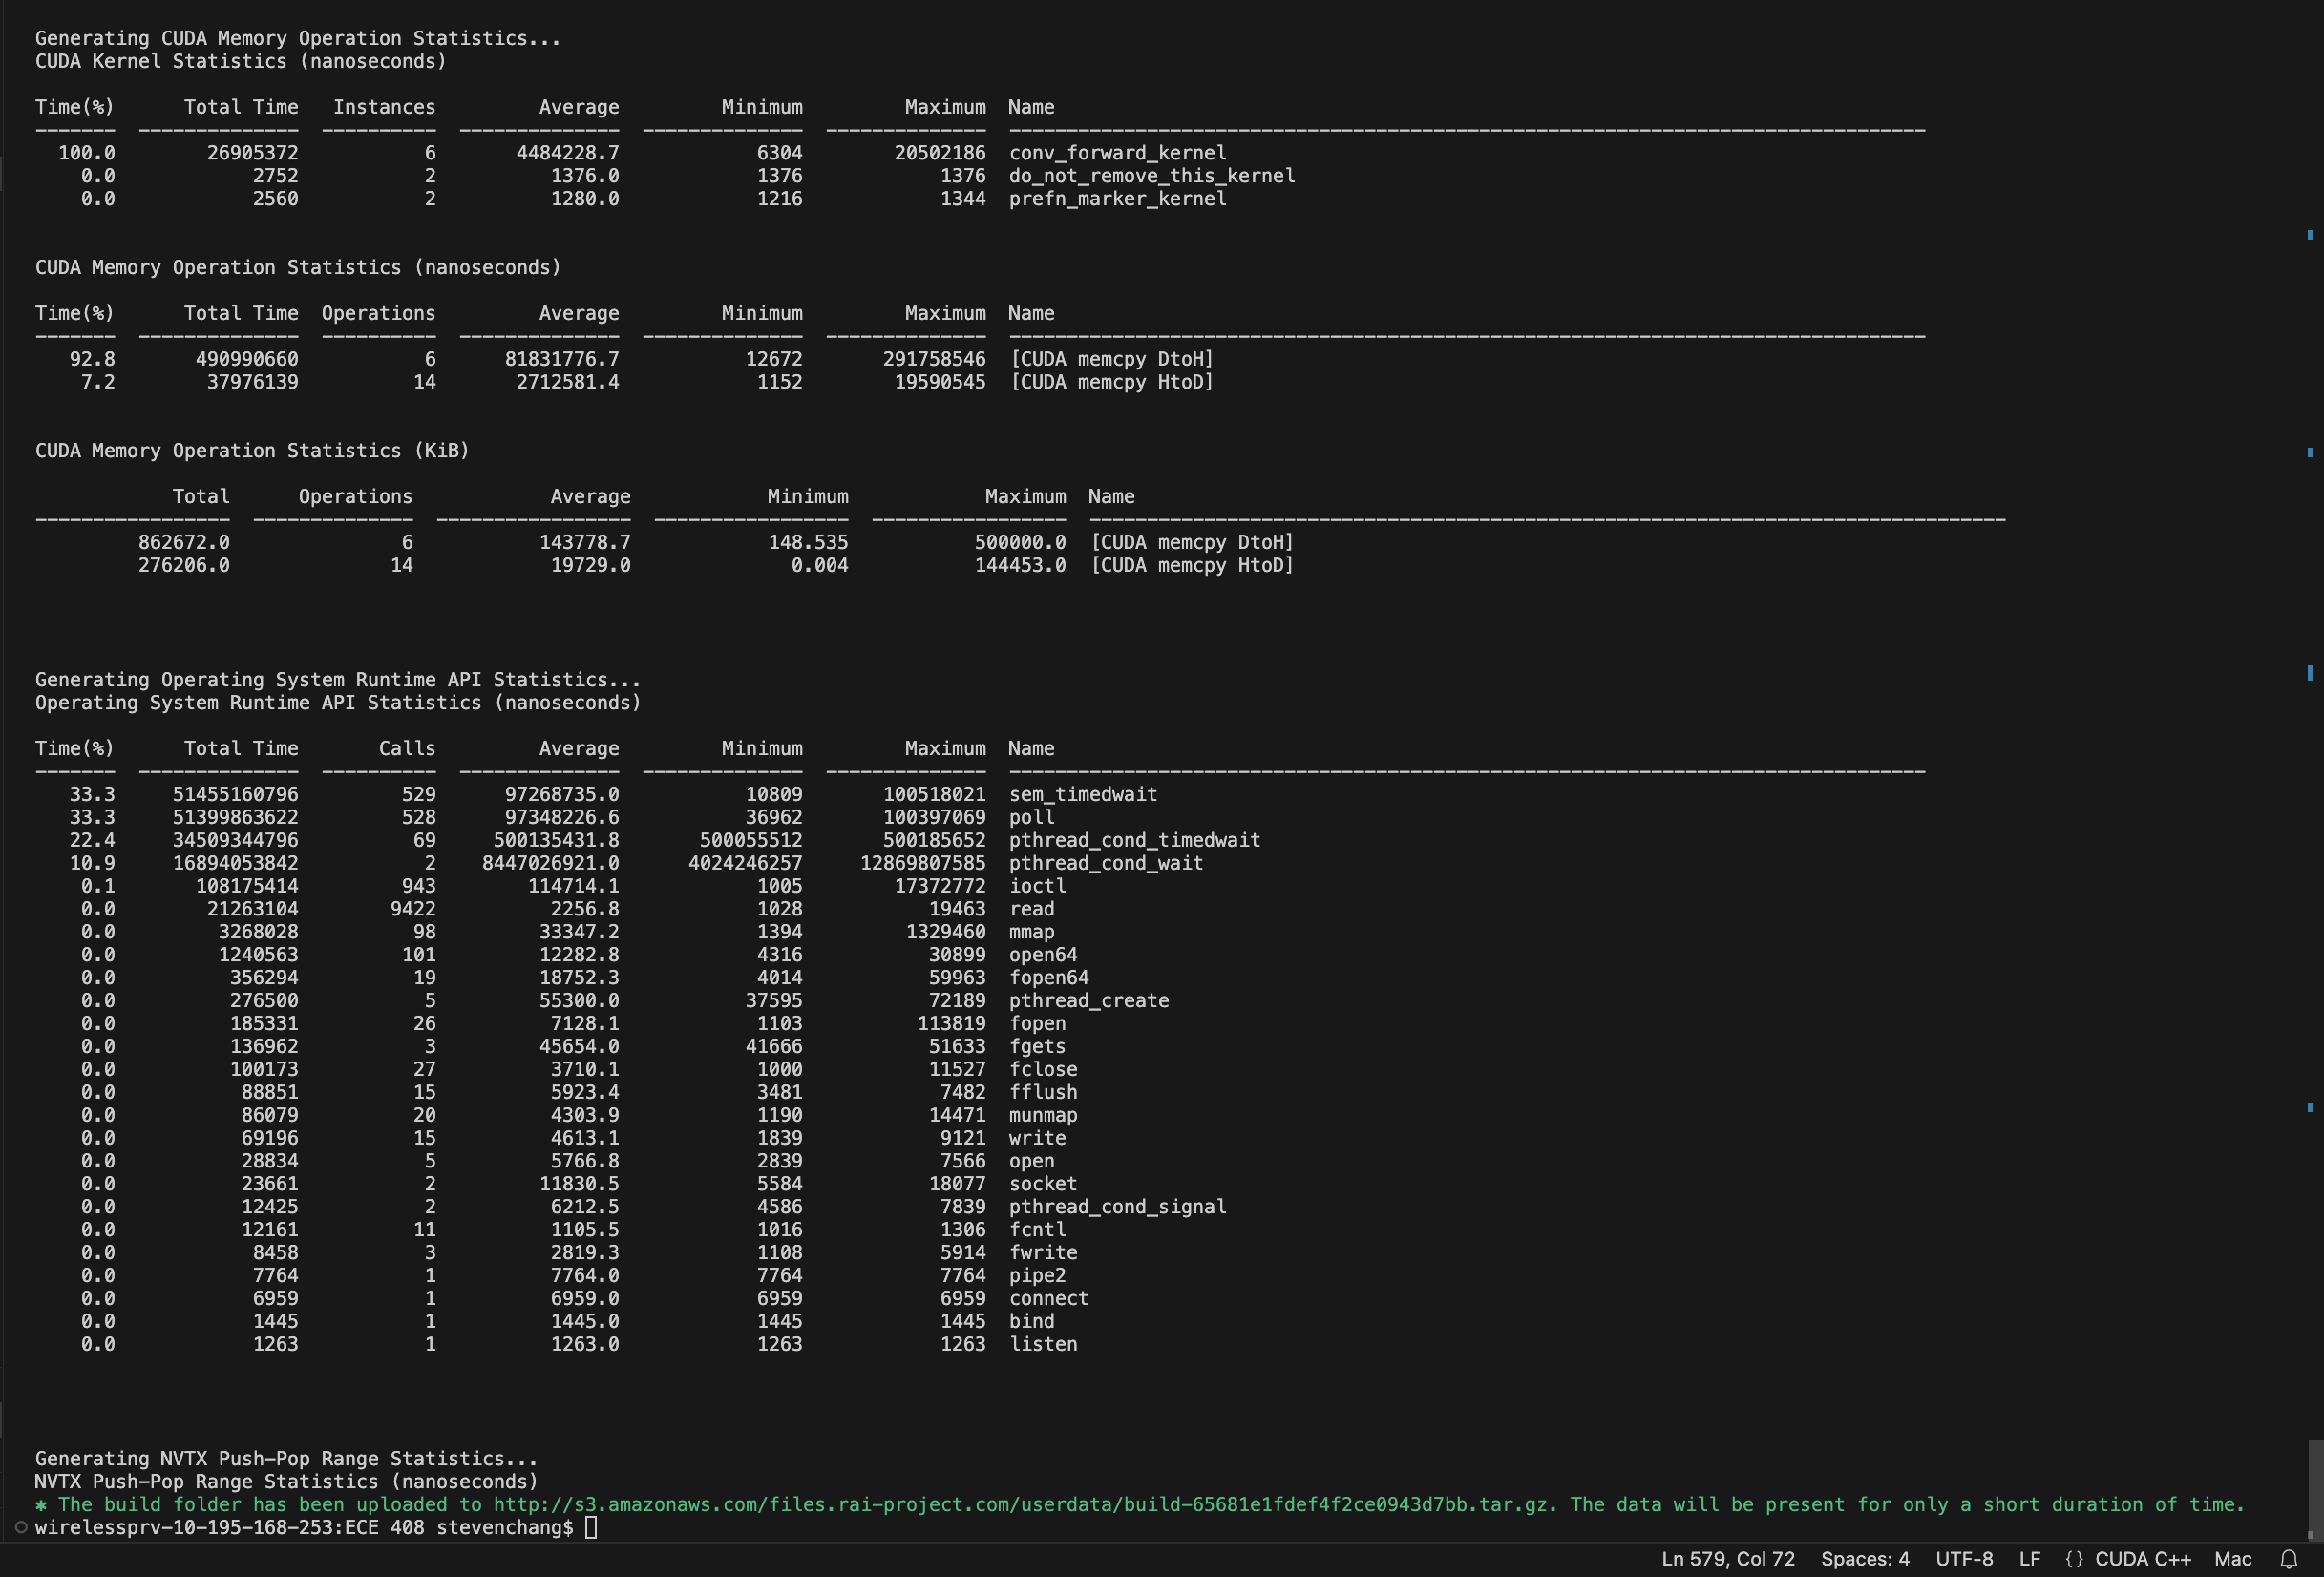 Generating CUDA Memory Operation Statistics...
CUDA Kernel Statistics (nanoseconds)
Time(%) Total Time Instances Average Minimum Maximum Name
------- -------------- ---------- -------------- -------------- -------------- --------------------------------------------------------------------------------
100.0 26905372 6 4484228.7 6304 20502186 conv_forward_kernel
0.0 2752 2 1376.0 1376 1376 do_not_remove_this_kernel
0.0 2560 2 1280.0 1216 1344 prefn_marker_kernel
CUDA Memory Operation Statistics (nanoseconds)
Time(%) Total Time Operations Average Minimum Maximum Name
------- -------------- ---------- -------------- -------------- -------------- --------------------------------------------------------------------------------
92.8 490990660 6 81831776.7 12672 291758546 [CUDA memcpy DtoH]
7.2 37976139 14 2712581.4 1152 19590545 [CUDA memcpy HtoD]
CUDA Memory Operation Statistics (KiB)
Total Operations Average Minimum Maximum Name
----------------- -------------- ----------------- ----------------- ----------------- --------------------------------------------------------------------------------
862672.0 6 143778.7 148.535 500000.0 [CUDA memcpy DtoH]
276206.0 14 19729.0 0.004 144453.0 [CUDA memcpy HtoD]
Generating Operating System Runtime API Statistics...
Operating System Runtime API Statistics (nanoseconds)
Time(%) Total Time Calls Average Minimum Maximum Name
------- -------------- ---------- -------------- -------------- -------------- --------------------------------------------------------------------------------
33.3 51455160796 529 97268735.0 10809 100518021 sem_timedwait
33.3 51399863622 528 97348226.6 36962 100397069 poll
22.4 34509344796 69 500135431.8 500055512 500185652 pthread_cond_timedwait
10.9 16894053842 2 8447026921.0 4024246257 12869807585 pthread_cond_wait
0.1 108175414 943 114714.1 1005 17372772 ioctl
0.0 21263104 9422 2256.8 1028 19463 read
0.0 3268028 98 33347.2 1394 1329460 mmap
0.0 1240563 101 12282.8 4316 30899 open64
0.0 356294 19 18752.3 4014 59963 fopen64
0.0 276500 5 55300.0 37595 72189 pthread_create
0.0 185331 26 7128.1 1103 113819 fopen
0.0 136962 3 45654.0 41666 51633 fgets
0.0 100173 27 3710.1 1000 11527 fclose
0.0 88851 15 5923.4 3481 7482 fflush
0.0 86079 20 4303.9 1190 14471 munmap
0.0 69196 15 4613.1 1839 9121 write
0.0 28834 5 5766.8 2839 7566 open
0.0 23661 2 11830.5 5584 18077 socket
0.0 12425 2 6212.5 4586 7839 pthread_cond_signal
0.0 12161 11 1105.5 1016 1306 fcntl
0.0 8458 3 2819.3 1108 5914 fwrite
0.0 7764 1 7764.0 7764 7764 pipe2
0.0 6959 1 6959.0 6959 6959 connect
0.0 1445 1 1445.0 1445 1445 bind
0.0 1263 1 1263.0 1263 1263 listen
Generating NVTX Push-Pop Range Statistics...
NVTX Push-Pop Range Statistics (nanoseconds)
✱ The build folder has been uploaded to http://s3.amazonaws.com/files.rai-project.com/userdata/build-65681e1fdef4f2ce0943d7bb.tar.gz. The data will be present for only a short duration of time.
wirelessprv-10-195-168-253:ECE 408 stevenchang$
Ln 579, Col 72 Spaces: 4 UTF-8 LF {} CUDA C++ Mac